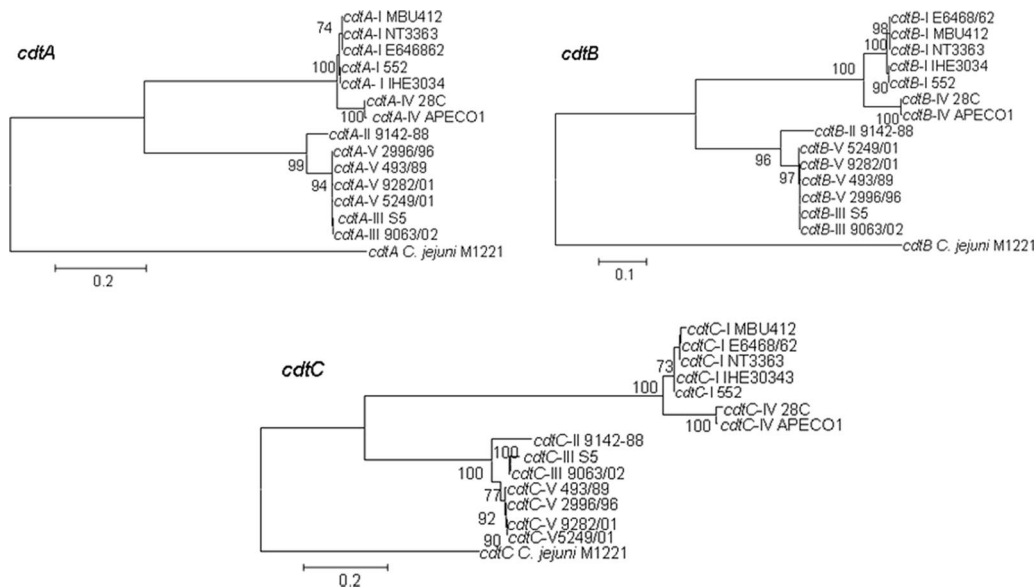 cdtA
74
cdtA-I MBU412
cdtA-I NT3363
cdtA-I E646862
100
cdtA-I 552
cdtA- I IHE3034
cdtA-IV 28C
100
cdtA-IV APECO1
cdtA-II 9142-88
99
cdtA-V 2996/96
cdtA-V 493/89
94
cdtA-V 9282/01
cdtA-V 5249/01
cdtA-III S5
cdtA-III 9063/02
cdtA C. jejuni M1221
0.2
cdtB
98
cdtB-I E6468/62
cdtB-I MBU412
100
cdtB-I NT3363
100
cdtB-I IHE3034
90
cdtB-I 552
cdtB-IV 28C
100
cdtB-IV APECO1
cdtB-II 9142-88
96
cdtB-V 5249/01
cdtB-V 9282/01
97
cdtB-V 493/89
cdtB-V 2996/96
cdtB-III S5
cdtB-III 9063/02
cdtB C. jejuni M1221
0.1
cdtC
cdtC-I MBU412
cdtC-I E6468/62
73
cdtC-I NT3363
100
cdtC-I IHE30343
cdtC-I 552
cdtC-IV 28C
100
cdtC-IV APECO1
cdtC-II 9142-88
100
cdtC-III S5
100
cdtC-III 9063/02
77
cdtC-V 493/89
cdtC-V 2996/96
92
cdtC-V 9282/01
90
cdtC-V5249/01
cdtC C. jejuni M1221
0.2